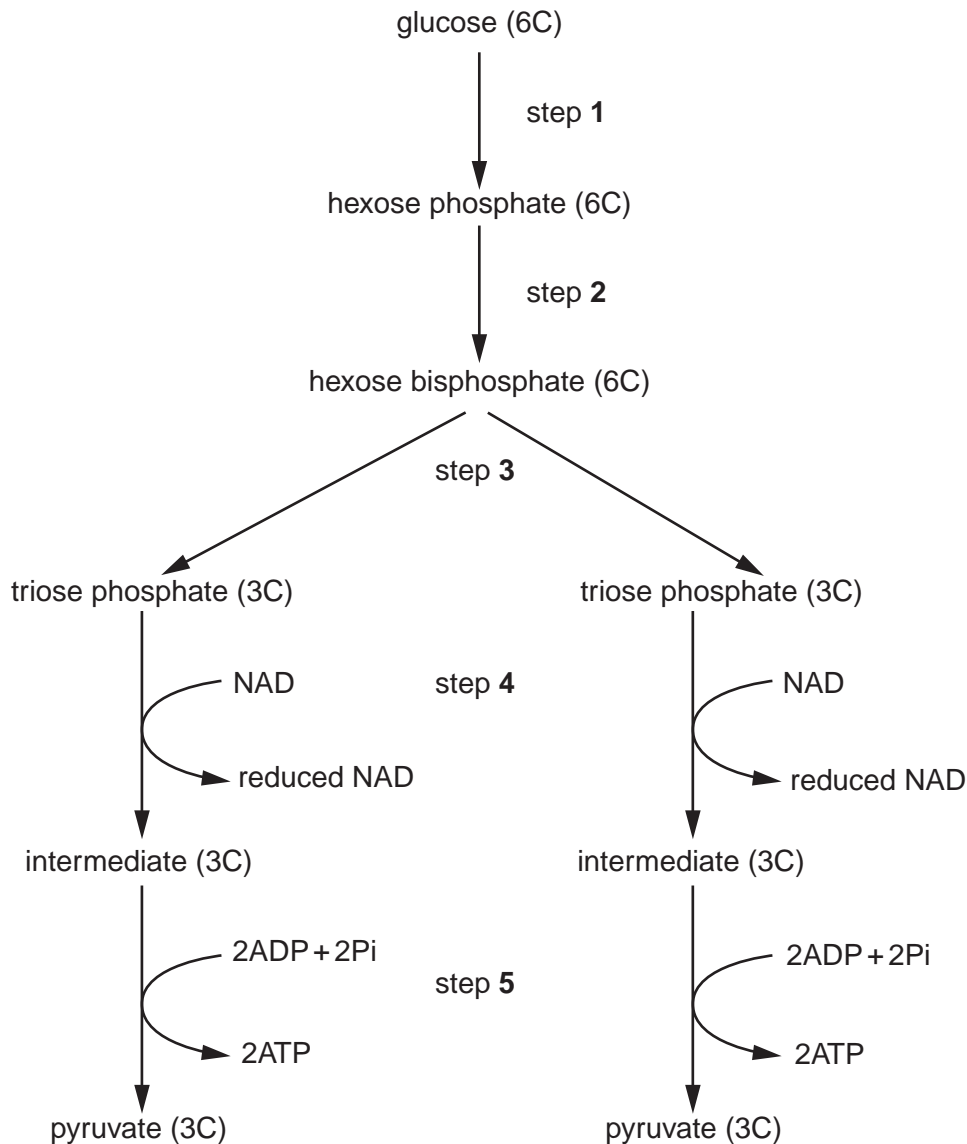 glucose (6C)
step 1
hexose phosphate (6C)
step 2
hexose bisphosphate (6C)
step 3
triose phosphate (3C) triose phosphate (3C)
NAD step 4 NAD
reduced NAD reduced NAD
intermediate (3C) intermediate (3C)
2ADP + 2Pi 2ADP + 2Pi
step 5
2ATP 2ATP
pyruvate (3C) pyruvate (3C)